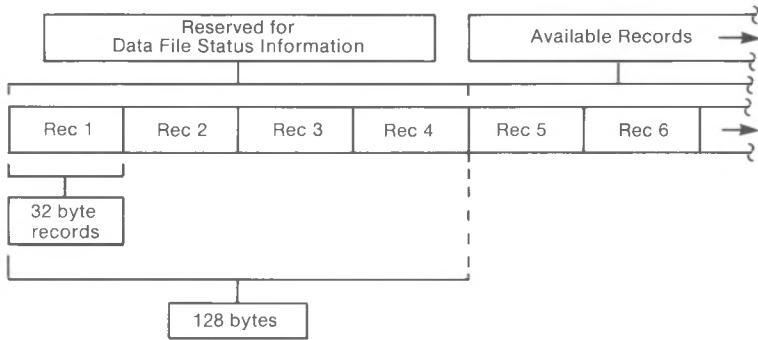 Reserved for
Data File Status Information
Available Records
Rec 1
Rec 2
Rec 3
Rec 4
Rec 5
Rec 6
32 byte
records
128 bytes